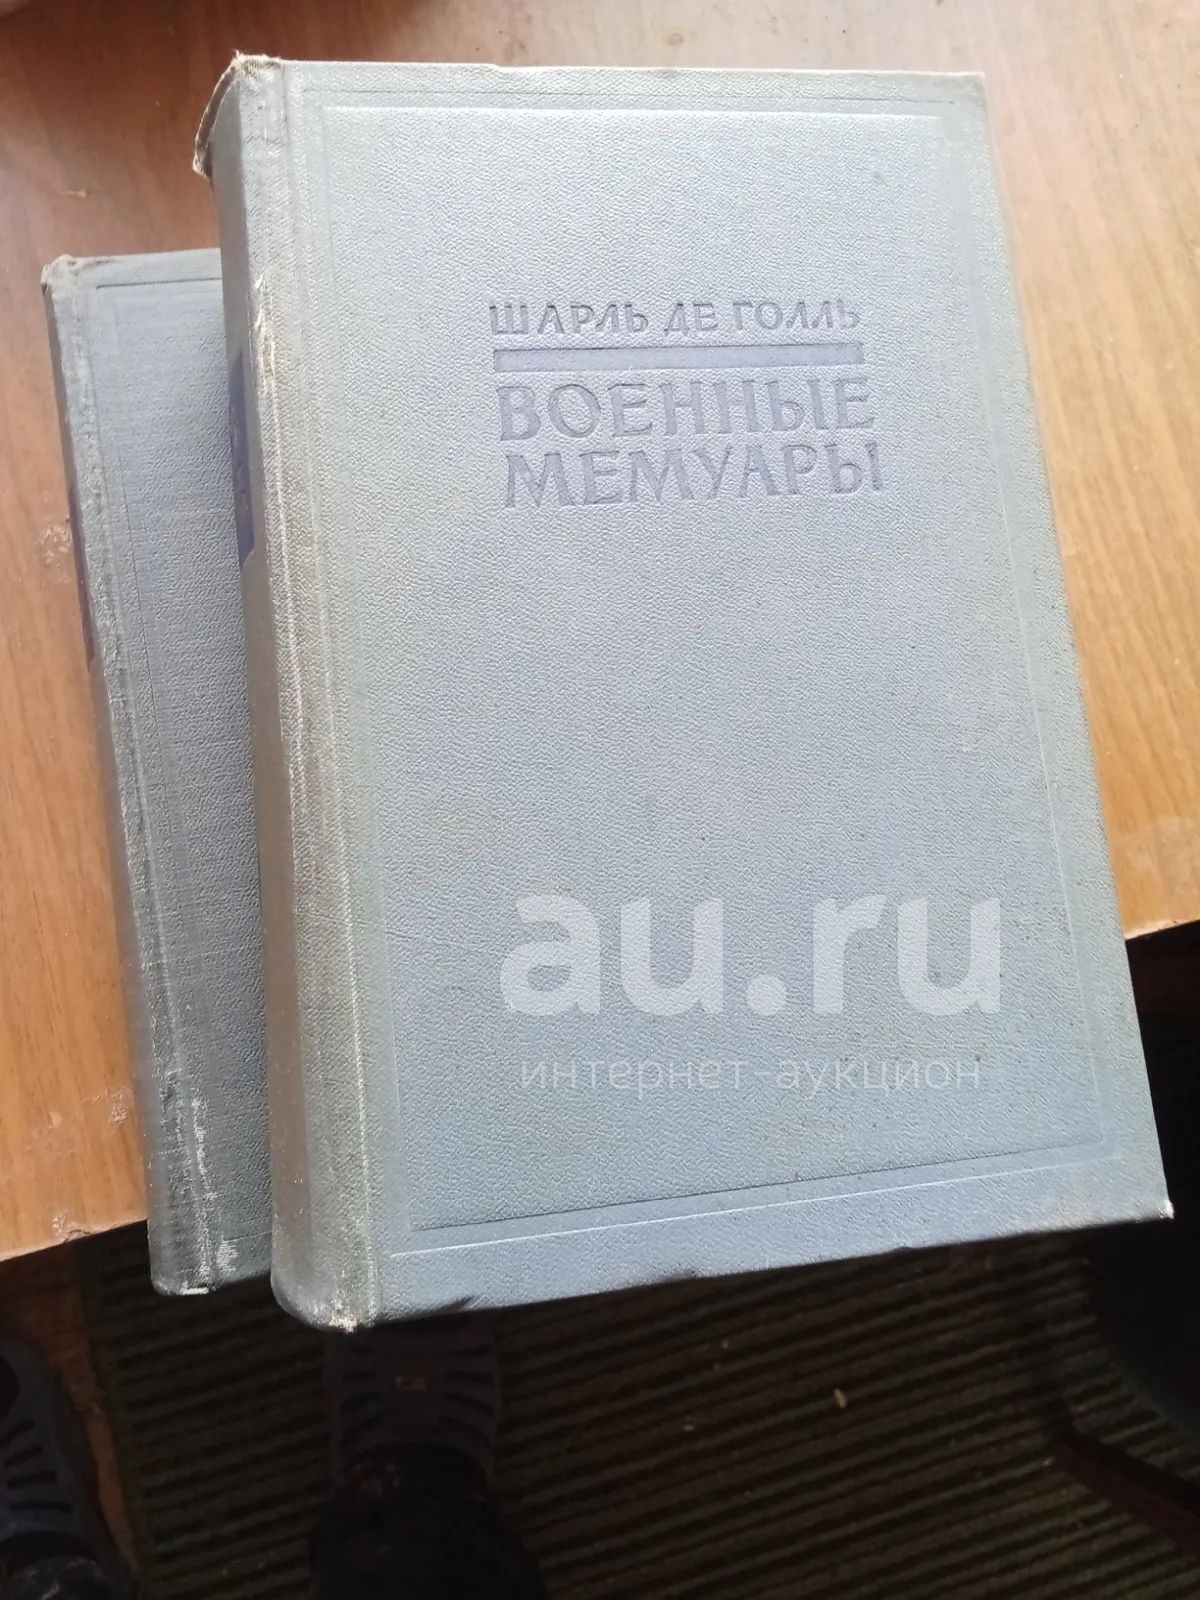 ШАРЛЬ ДЕ ГОЛЛЬ
ВОЕННЫЕ
МЕМУАРЫ
au.ru
интернет-аукцион